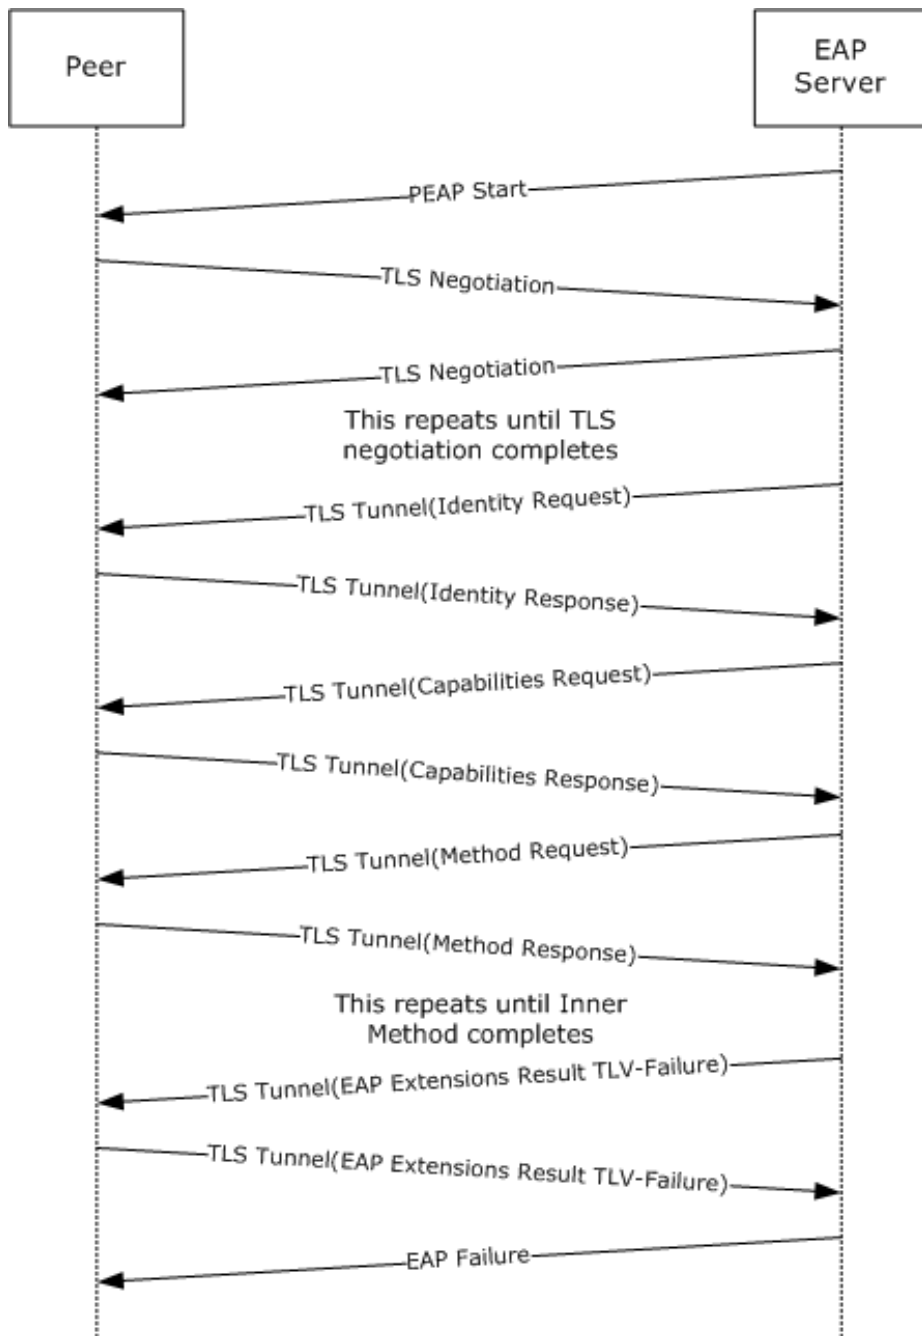 Peer
EAP
Server
PEAP Start
TLS Negotiation
TLS Negotiation
This repeats until TLS
negotiation completes
TLS Tunnel(Identity Request)
TLS Tunnel(Identity Response)
TLS Tunnel(Capabilities Request)
TLS Tunnel(Capabilities Response)
TLS Tunnel(Method Request)
TLS Tunnel(Method Response)
This repeats until Inner
Method completes
TLS Tunnel(EAP Extensions Result TLV-Failure)
TLS Tunnel(EAP Extensions Result TLV-Failure)
EAP Failure